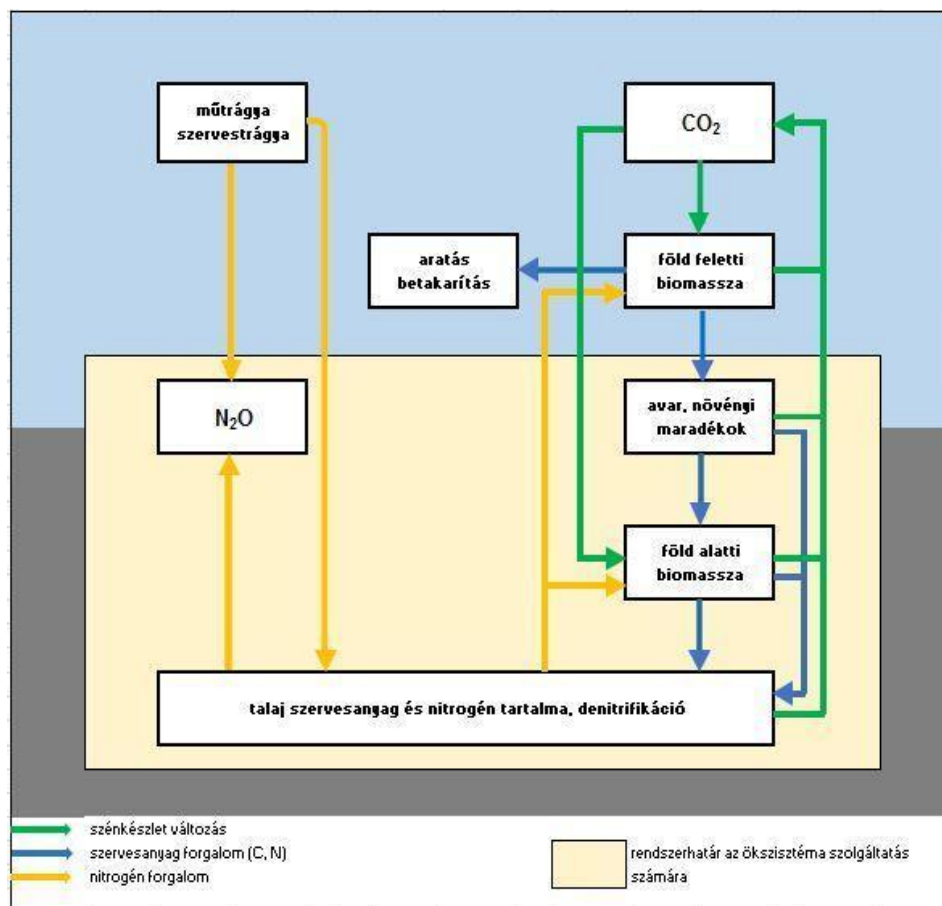 műtrágya
szervestrágya
CO₂
aratás
betakarítás
föld feletti
biomassza
N₂O
avar, növényi
maradékok
föld alatti
biomassza
talaj szervesanyag és nitrogén tartalma, denitrifikáció
szénkészlet változás
szervesanyag forgalom (C, N)
nitrogén forgalom
rendszerhatár az ökszisztéma szolgáltatás
számára